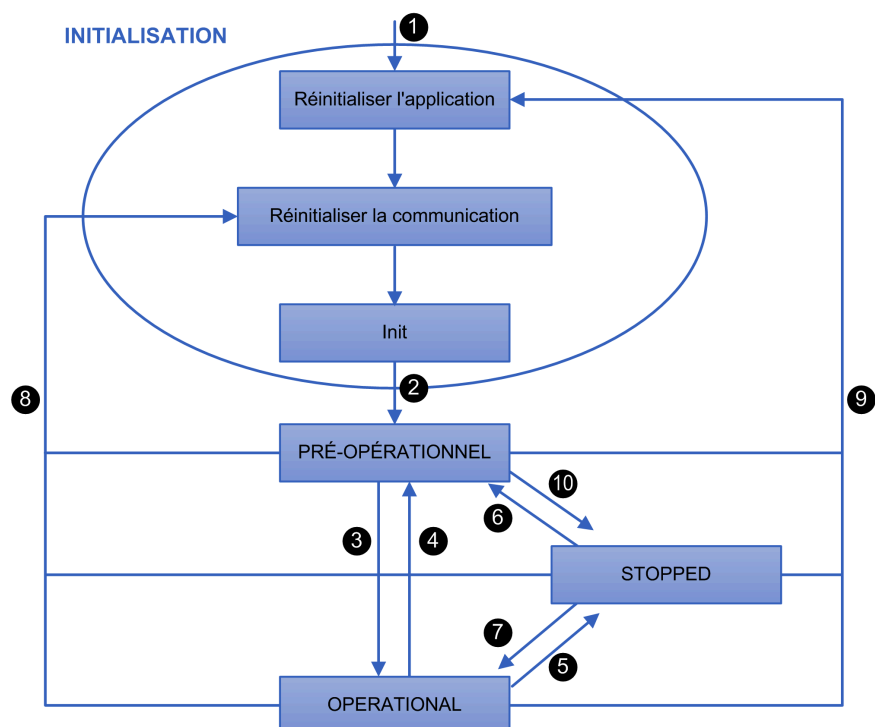 INITIALISATION
1
Réinitialiser l'application
Réinitialiser la communication
Init
2
8
9
PRÉ-OPÉRATIONNEL
10
6
3
4
STOPPED
7
5
OPERATIONAL